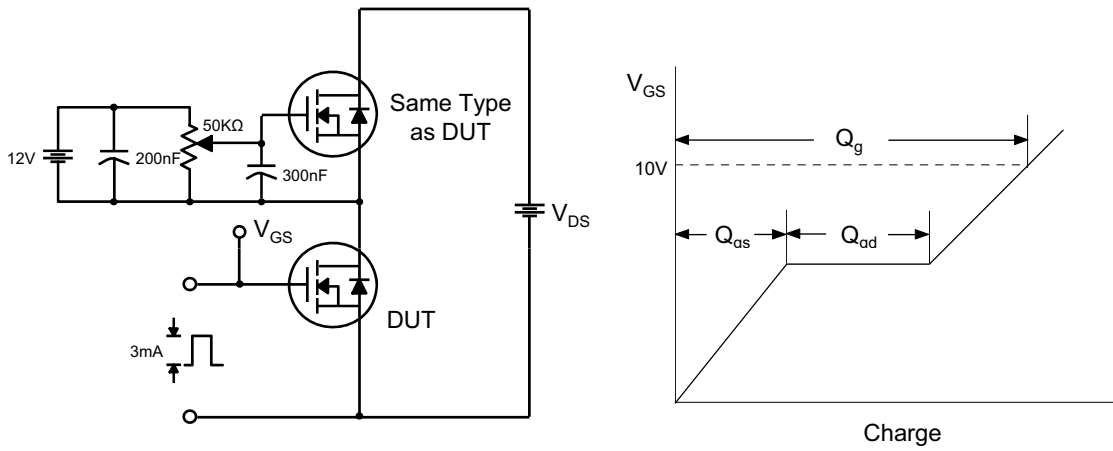 12V
200nF
50KΩ
300nF
Same Type
as DUT
V_DS
V_GS
DUT
3mA
V_GS
10V
Q_g
Q_gs
Q_gd
Charge